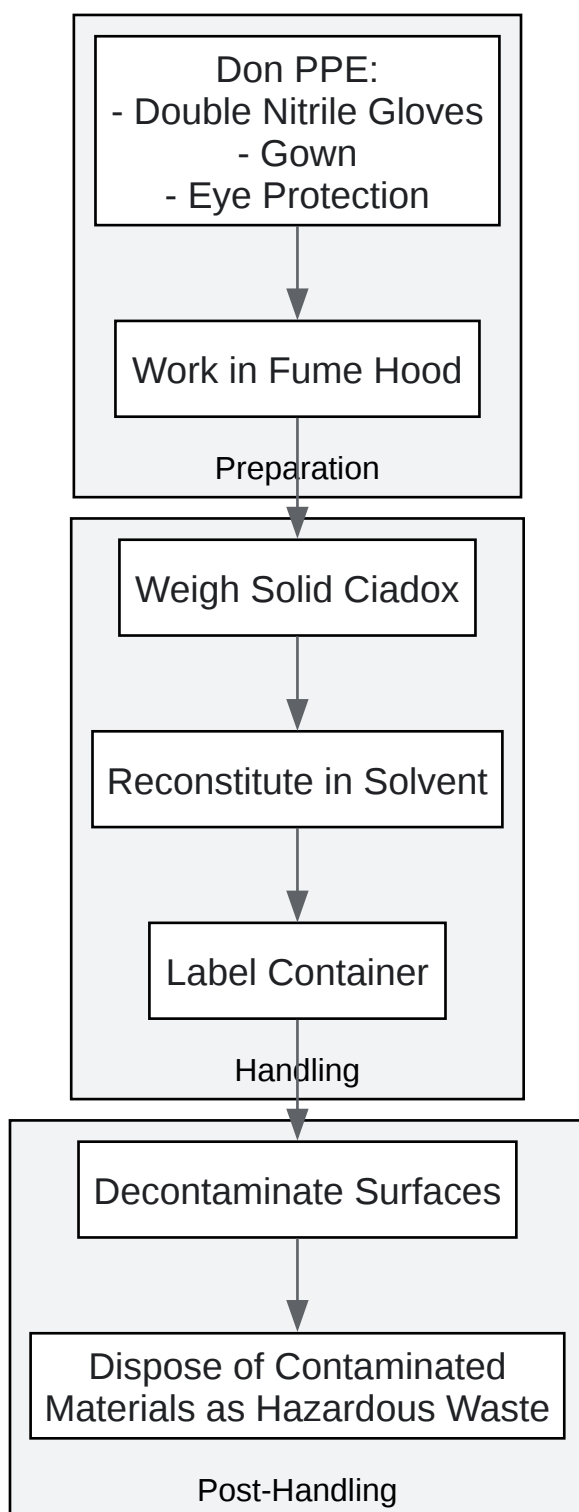 Don PPE:
- Double Nitrile Gloves
- Gown
- Eye Protection
Work in Fume Hood
Preparation
Weigh Solid Ciadox
Reconstitute in Solvent
Label Container
Handling
Decontaminate Surfaces
Dispose of Contaminated
Materials as Hazardous Waste
Post-Handling